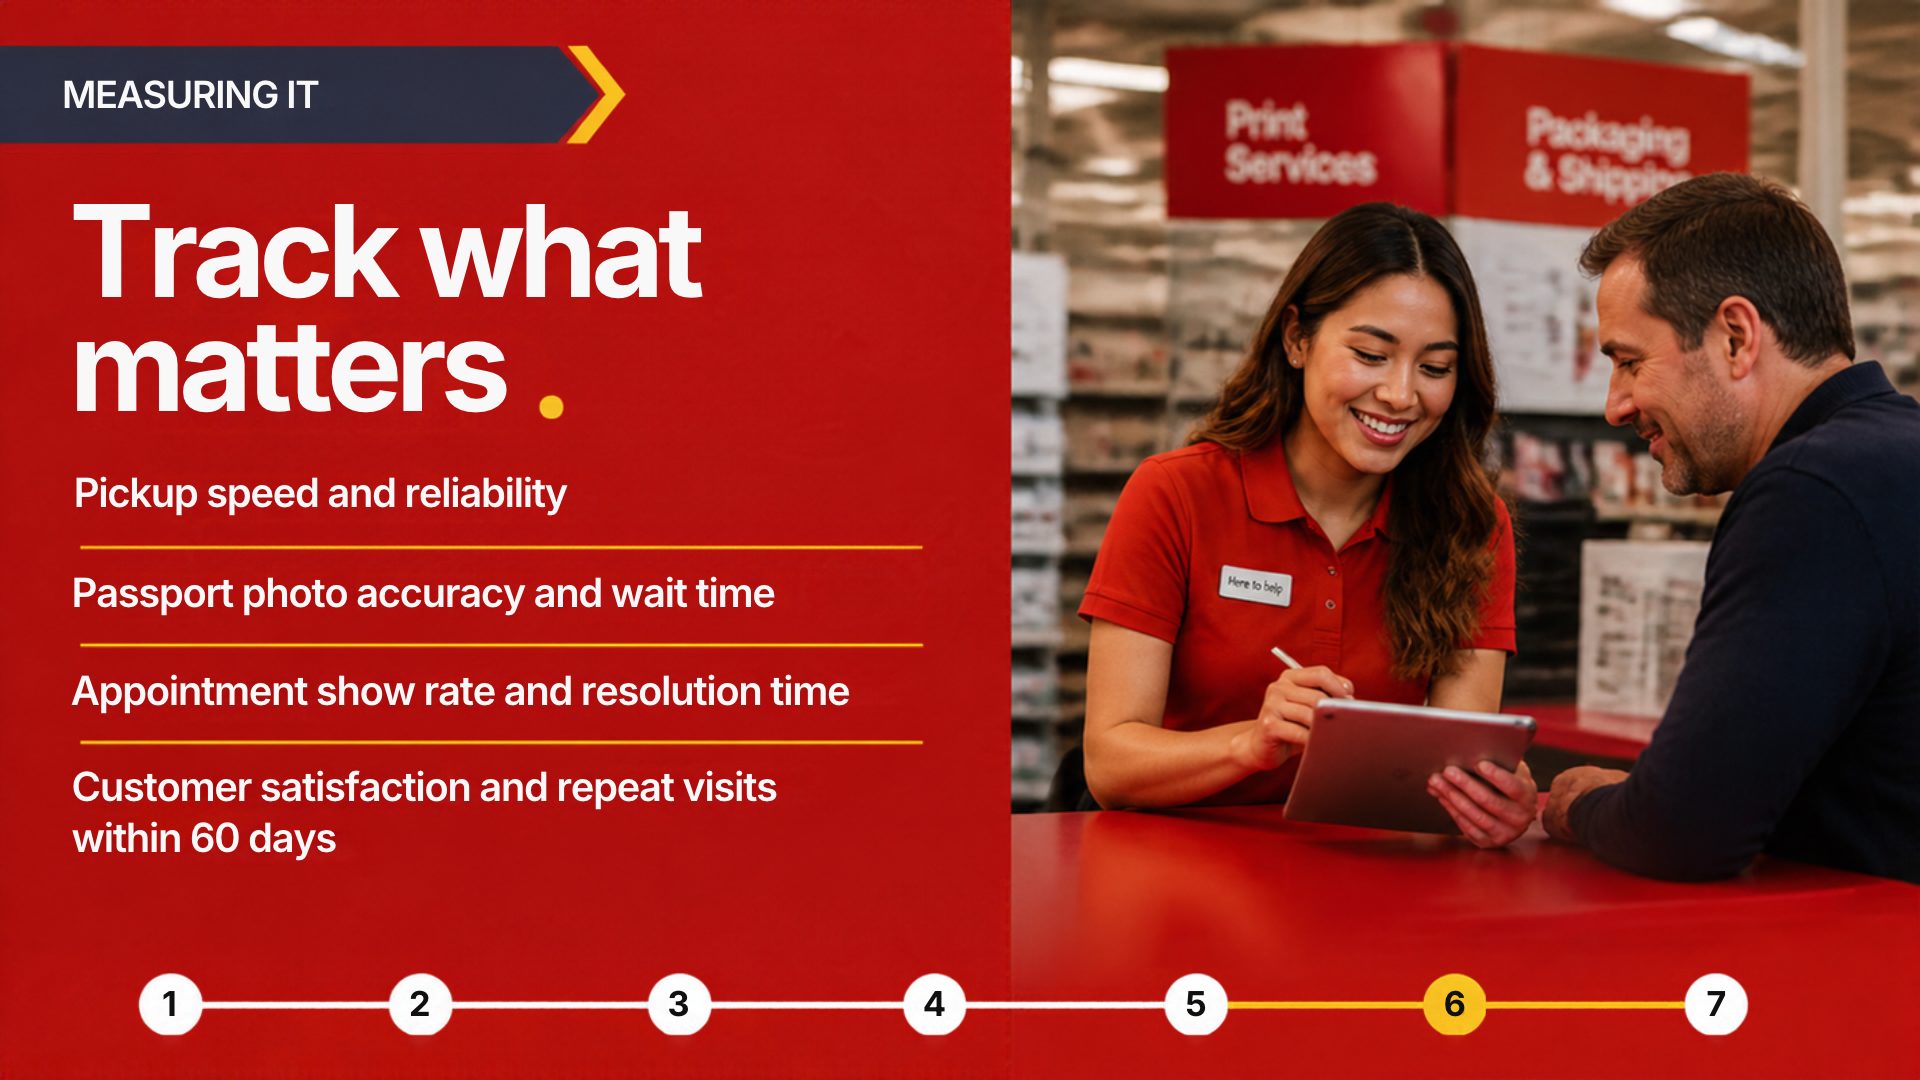 MEASURING IT
Track what
matters .
Pickup speed and reliability
Passport photo accuracy and wait time
Appointment show rate and resolution time
Customer satisfaction and repeat visits
within 60 days
Print
Services
Packaging
& Shipping
Here to help
1 2 3 4 5 6 7